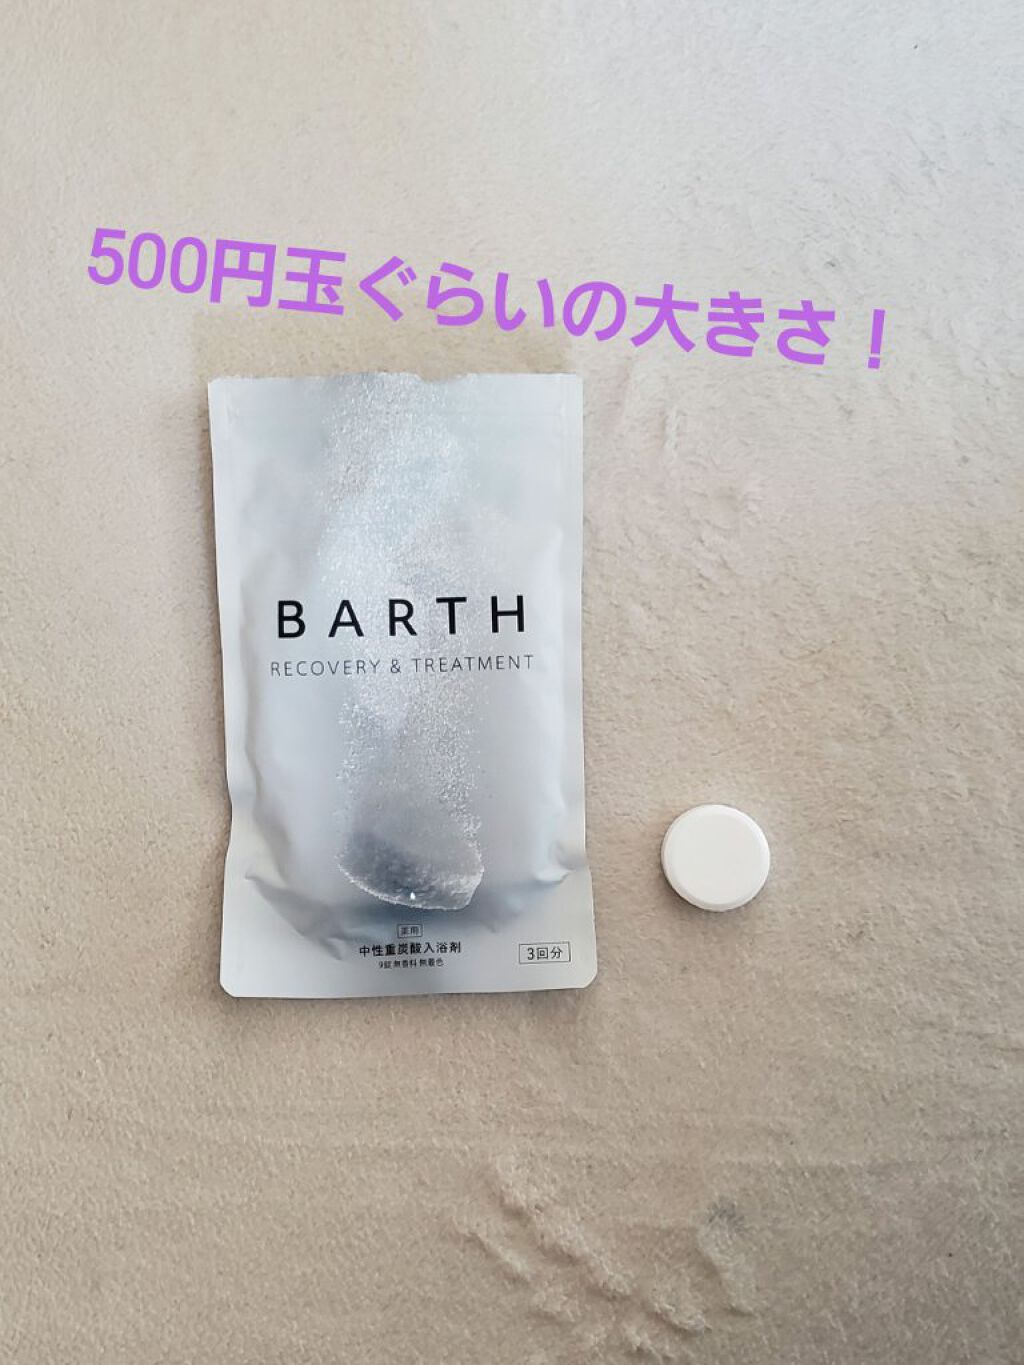 500円玉ぐらいの大きさ！
BARTH
RECOVERY & TREATMENT
薬用
中性重炭酸入浴剤
9錠 無香料 無着色
3回分